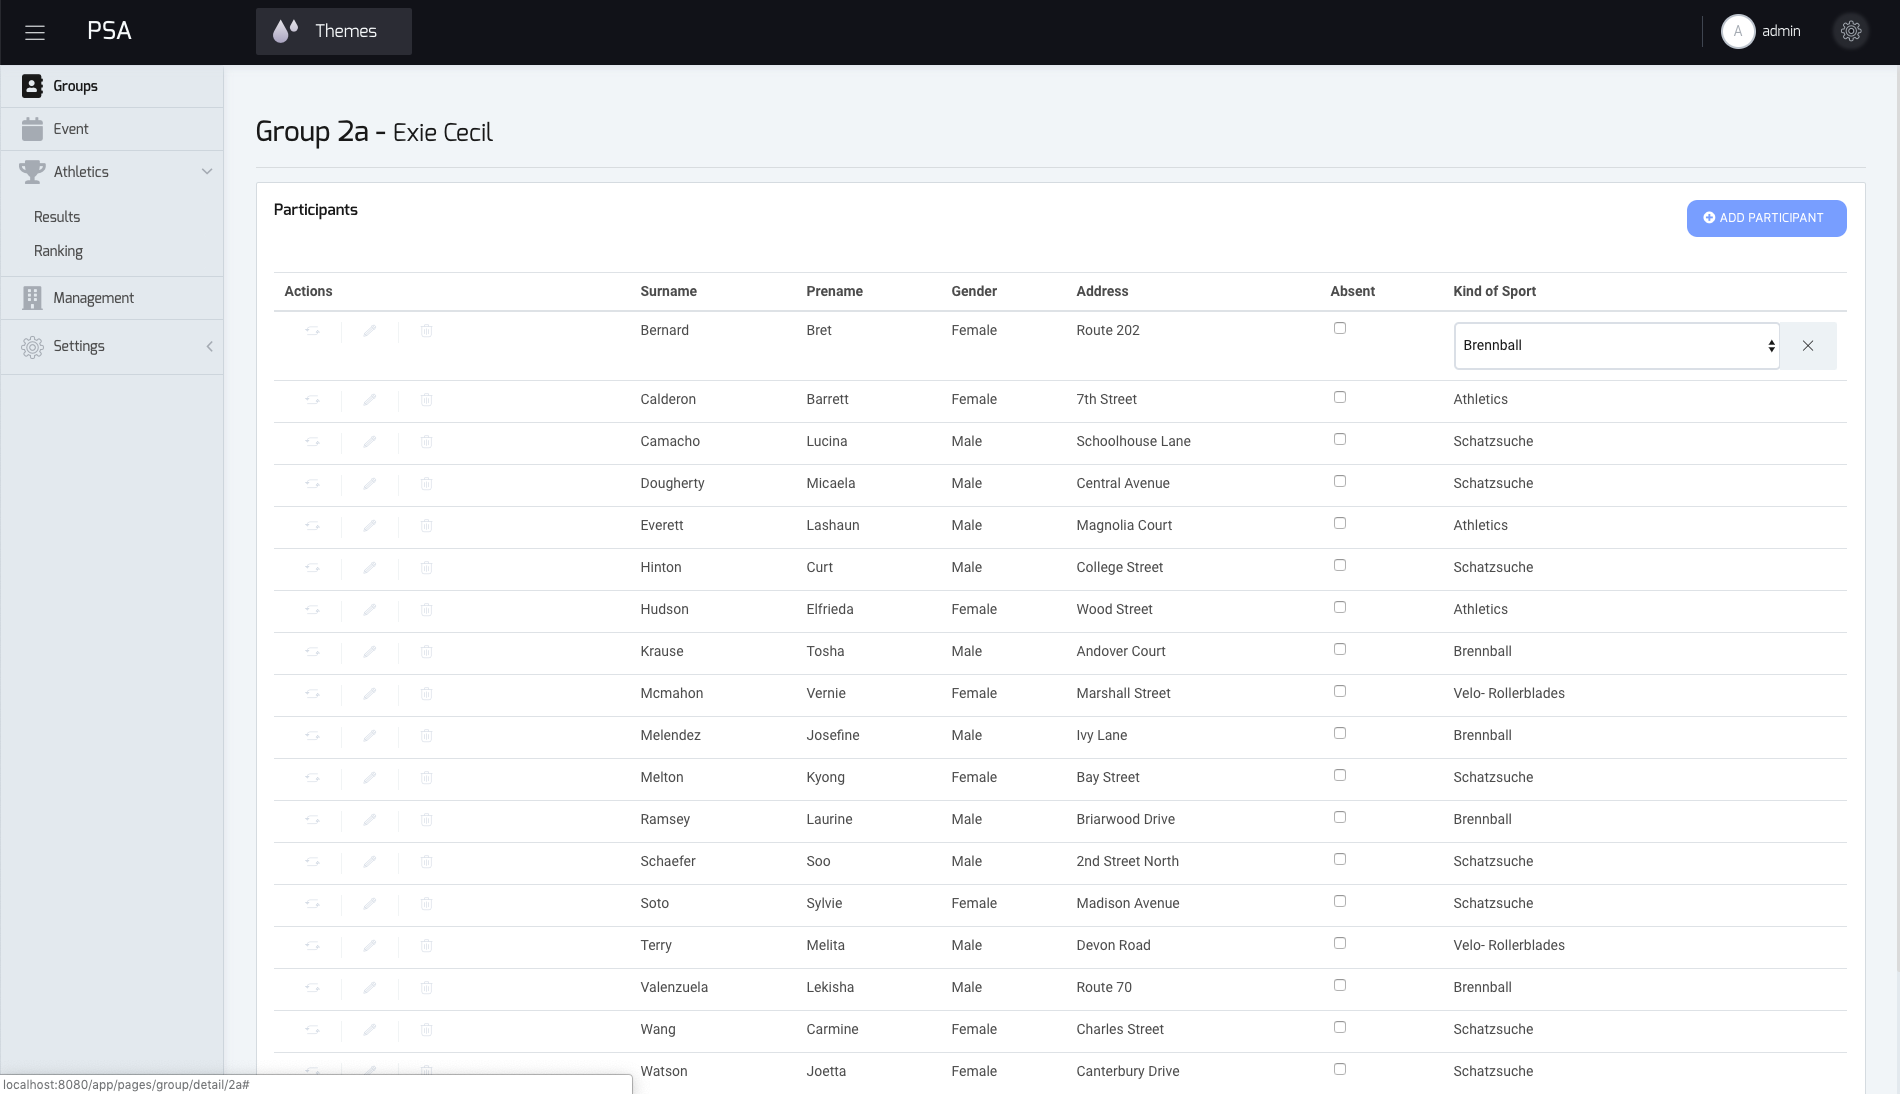 PSA
Themes
A admin
Groups
Event
Athletics
Results
Ranking
Management
Settings
Group 2a - Exie Cecil
Participants
ADD PARTICIPANT
Actions Surname Prename Gender Address Absent Kind of Sport
Bernard Bret Female Route 202 Brennball
Calderon Barrett Female 7th Street Athletics
Camacho Lucina Male Schoolhouse Lane Schatzsuche
Dougherty Micaela Male Central Avenue Schatzsuche
Everett Lashaun Male Magnolia Court Athletics
Hinton Curt Male College Street Schatzsuche
Hudson Elfrieda Female Wood Street Athletics
Krause Tosha Male Andover Court Brennball
Mcmahon Vernie Female Marshall Street Velo- Rollerblades
Melendez Josefine Male Ivy Lane Brennball
Melton Kyong Female Bay Street Schatzsuche
Ramsey Laurine Male Briarwood Drive Brennball
Schaefer Soo Male 2nd Street North Schatzsuche
Soto Sylvie Female Madison Avenue Schatzsuche
Terry Melita Male Devon Road Velo- Rollerblades
Valenzuela Lekisha Male Route 70 Brennball
Wang Carmine Female Charles Street Schatzsuche
Watson Joetta Female Canterbury Drive Schatzsuche
localhost:8080/app/pages/group/detail/2a#